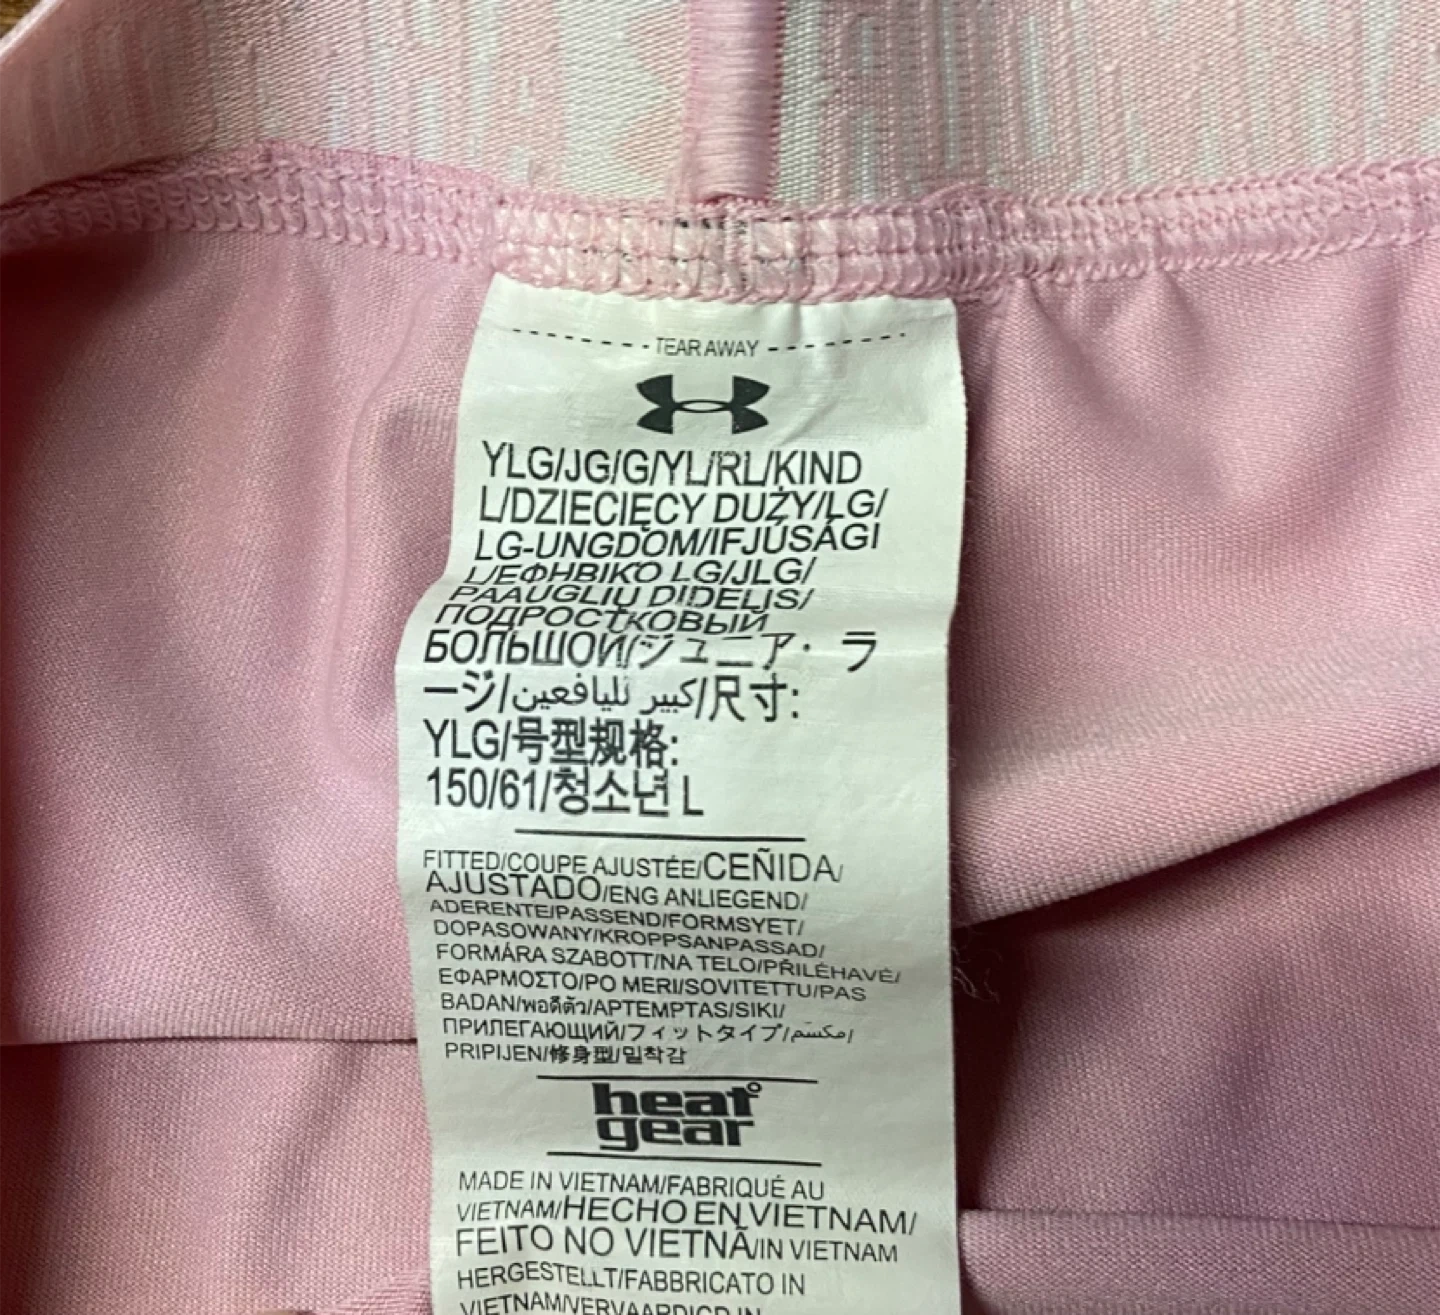 TEAR AWAY
YLG/JG/G/YL/RL/KIND
L/DZIECIĘCY DUŻY/LG/
LG-UNGDOM/IFJÚSÁGI
L/ΕΦΗΒΙΚΟ LG/JLG/
PAAUGLIŲ DIDELIS/
ПОДРОСТКОВЫЙ
БОЛЬШОЙ/ジュニア・ラ
ージ/كبير لليافعين/尺寸:
YLG/号型规格:
150/61/청소년 L
FITTED/COUPE AJUSTÉE/CEÑIDA/
AJUSTADO/ENG ANLIEGEND/
ADERENTE/PASSEND/FORMSYET/
DOPASOWANY/KROPPSANPASSAD/
FORMÁRA SZABOTT/NA TELO/PŘILÉHAVÉ/
ΕΦΑΡΜΟΣΤΟ/PO MERI/SOVITETTU/PAS
BADAN/พอดีตัว/APTEMPTAS/SIKI/
ПРИЛЕГАЮЩИЙ/フィットタイプ/مكسّم/
PRIPIJEN/修身型/밀착감
heat
gear
MADE IN VIETNAM/FABRIQUÉ AU
VIETNAM/HECHO EN VIETNAM/
FEITO NO VIETNÃ/IN VIETNAM
HERGESTELLT/FABBRICATO IN
VIETNAM/VERVAARDIGD IN